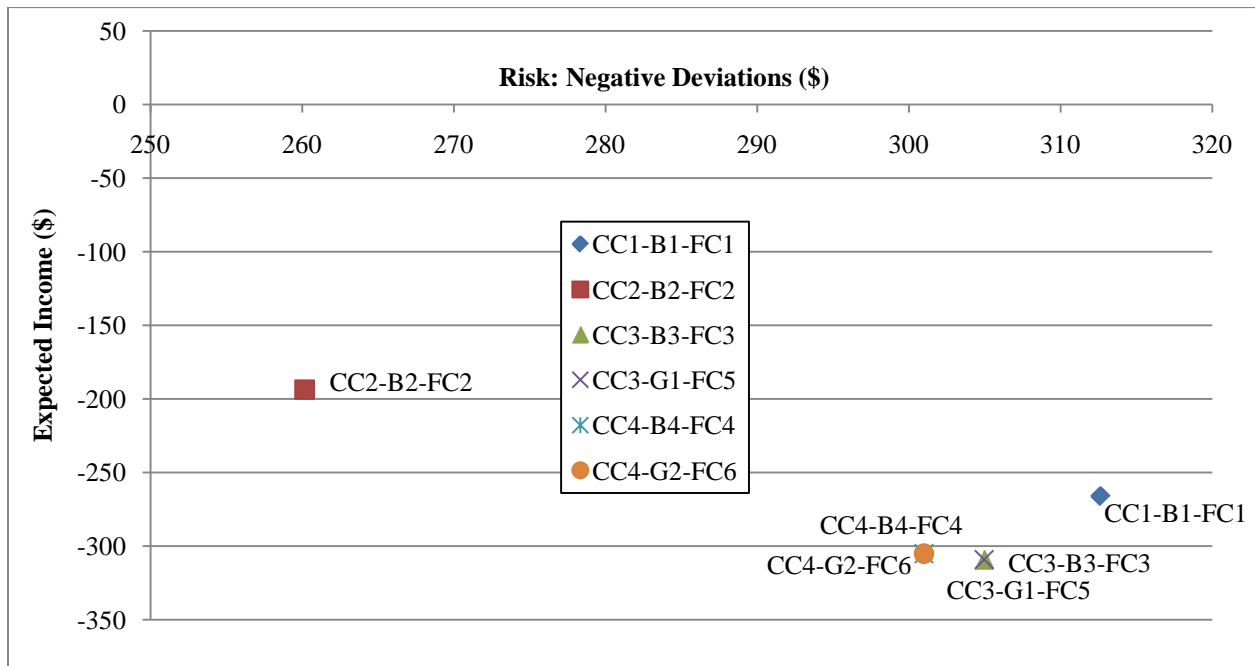 50
Risk: Negative Deviations ($)
0
250 260 270 280 290 300 310 320
-50
-100
-150
-200
-250
-300
-350
Expected Income ($)
CC1-B1-FC1
CC2-B2-FC2
CC3-B3-FC3
CC3-G1-FC5
CC4-B4-FC4
CC4-G2-FC6
CC2-B2-FC2
CC1-B1-FC1
CC4-B4-FC4
CC4-G2-FC6
CC3-B3-FC3
CC3-G1-FC5